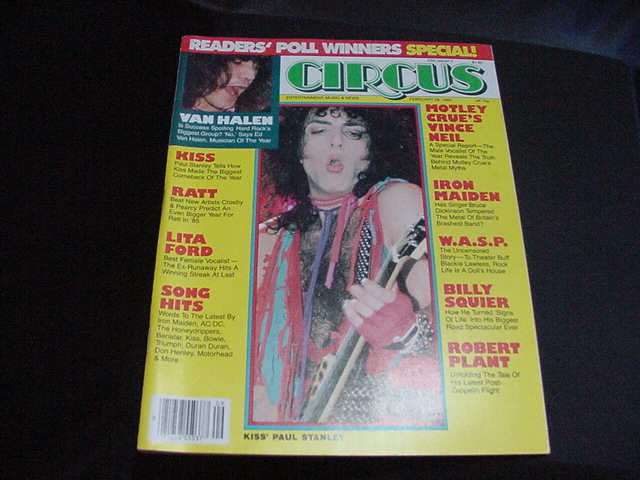 READERS' POLL WINNERS SPECIAL!
CIRCUS
ENTERTAINMENT, MUSIC & NEWS
FEBRUARY 28, 1985
VAN HALEN
Is Success Spoiling Hard Rock's
Biggest Group? 'No,' Says Ed
Van Halen, Musician Of The Year
KISS
Paul Stanley Tells How
Kiss Made The Biggest
Comeback Of The Year
RATT
Best New Artists Crosby
& Pearcy Predict An
Even Bigger Year For
Ratt In '85
LITA
FORD
Best Female Vocalist—
The Ex-Runaway Hits A
Winning Streak At Last
SONG
HITS
Words To The Latest By
Iron Maiden, AC/DC,
The Honeydrippers,
Benatar, Kiss, Bowie,
Triumph, Duran Duran,
Don Henley, Motorhead
& More
MOTLEY
CRUE'S
VINCE
NEIL
A Special Report—The
Male Vocalist Of The
Year Reveals The Truth
Behind Motley Crue's
Metal Myths
IRON
MAIDEN
Has Singer Bruce
Dickinson Tempered
The Metal Of Britain's
Brashest Band?
W.A.S.P.
The Uncensored
Story—To Theater Buff
Blackie Lawless, Rock
Life Is A Doll's House
BILLY
SQUIER
How He Turned 'Signs
Of Life' Into His Biggest
Road Spectacular Ever
ROBERT
PLANT
Unfolding The Tale Of
His Latest Post-
Zeppelin Flight
KISS' PAUL STANLEY